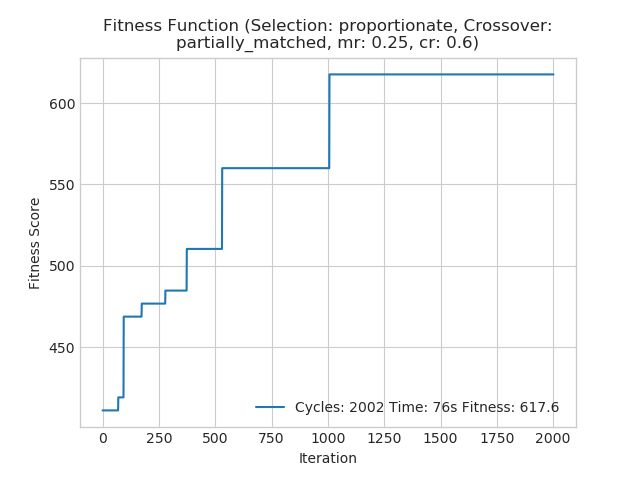 Fitness Function (Selection: proportionate, Crossover:
partially_matched, mr: 0.25, cr: 0.6)
600
550
500
450
Fitness Score
Cycles: 2002 Time: 76s Fitness: 617.6
0 250 500 750 1000 1250 1500 1750 2000
Iteration